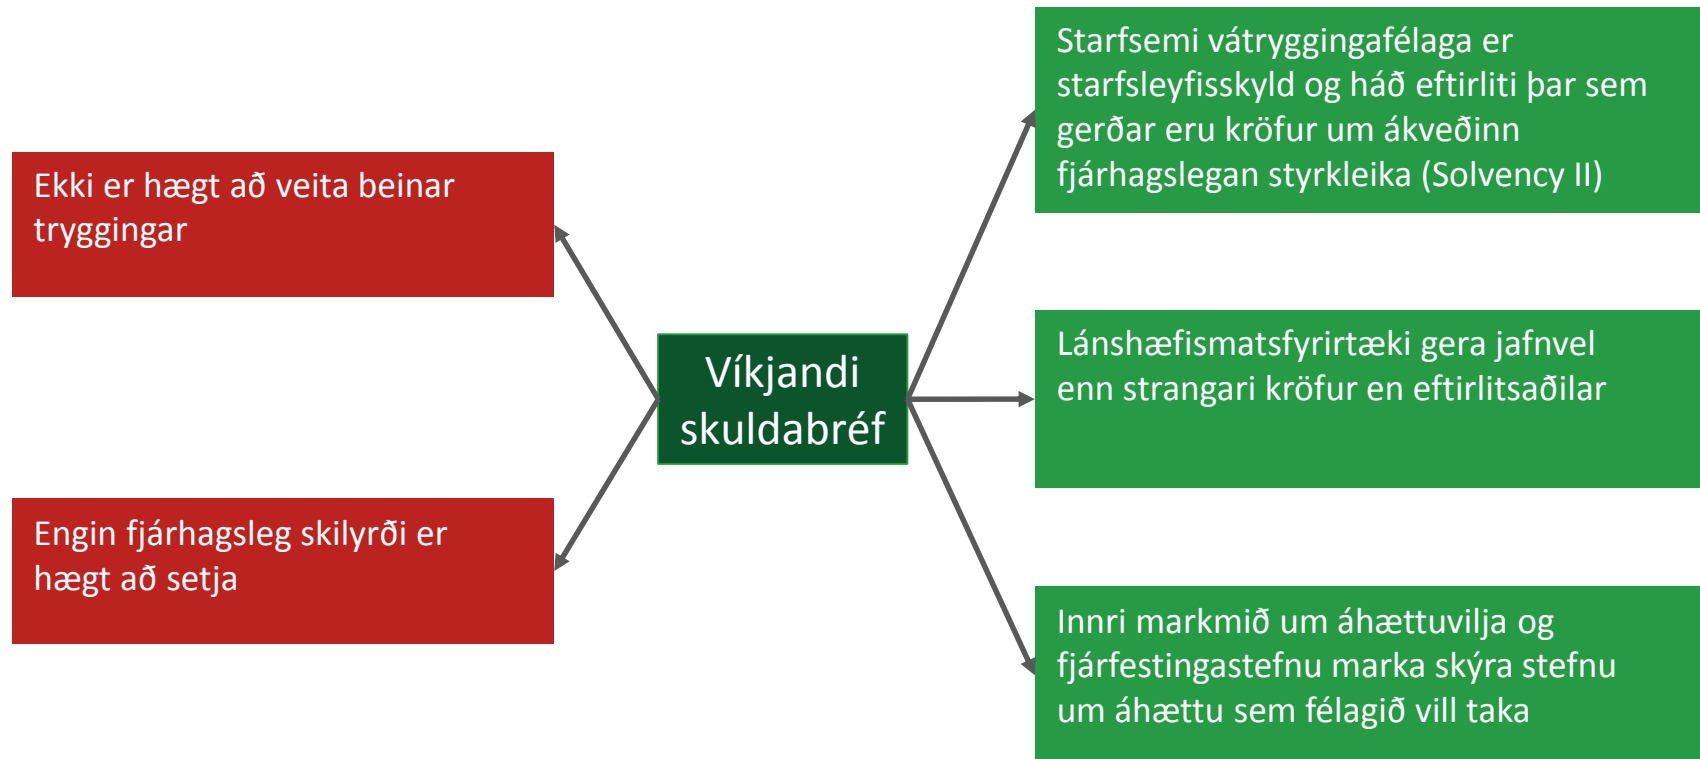 Ekki er hægt að veita beinar
tryggingar
Engin fjárhagsleg skilyrði er
hægt að setja
Víkjandi
skuldabréf
Starfsemi vátryggingafélaga er
starfsleyfisskyld og háð eftirliti þar sem
gerðar eru kröfur um ákveðinn
fjárhagslegan styrkleika (Solvency II)
Lánshæfismatsfyrirtæki gera jafnvel
enn strangari kröfur en eftirlitsaðilar
Innri markmið um áhættuvilja og
fjárfestingastefnu marka skýra stefnu
um áhættu sem félagið vill taka